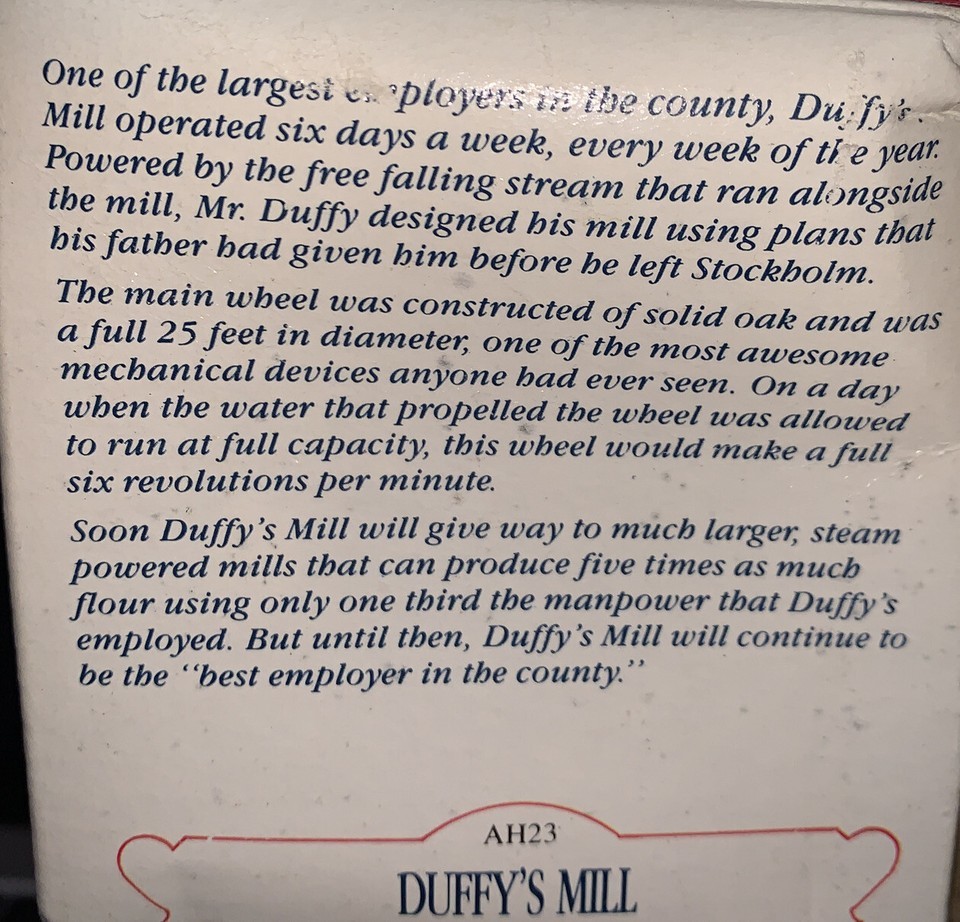 One of the largest employers in the county, Duffy's
Mill operated six days a week, every week of the year.
Powered by the free falling stream that ran alongside
the mill, Mr. Duffy designed his mill using plans that
his father had given him before he left Stockholm.
The main wheel was constructed of solid oak and was
a full 25 feet in diameter, one of the most awesome
mechanical devices anyone had ever seen. On a day
when the water that propelled the wheel was allowed
to run at full capacity, this wheel would make a full
six revolutions per minute.
Soon Duffy's Mill will give way to much larger, steam
powered mills that can produce five times as much
flour using only one third the manpower that Duffy's
employed. But until then, Duffy's Mill will continue to
be the "best employer in the county."
AH23
DUFFY'S MILL